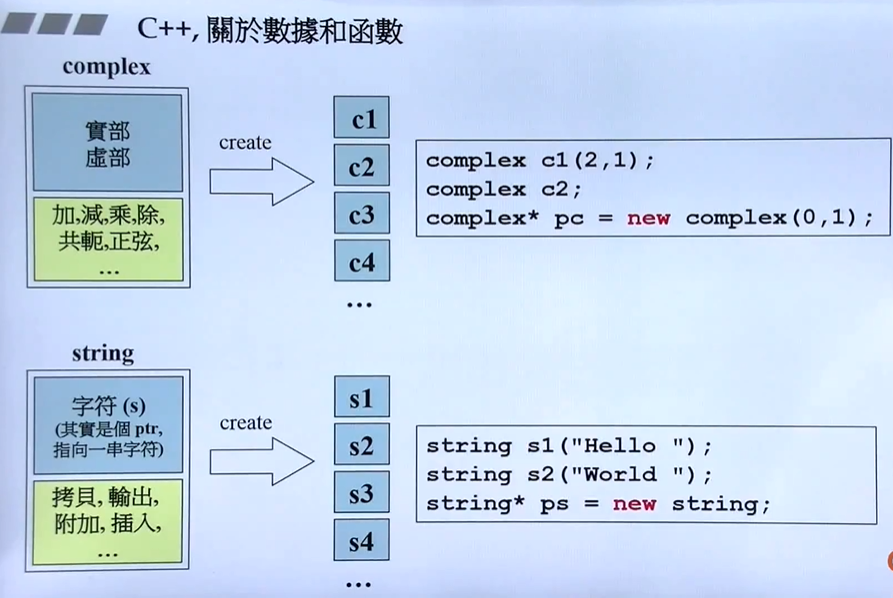 C++, 關於數據和函數
complex
實部
虛部
加,減,乘,除,
共軛,正弦,
...
create
c1
c2
c3
c4
...
complex c1(2,1);
complex c2;
complex* pc = new complex(0,1);
string
字符 (s)
(其實是個 ptr,
指向一串字符)
拷貝, 輸出,
附加, 插入,
...
create
s1
s2
s3
s4
...
string s1("Hello ");
string s2("World ");
string* ps = new string;